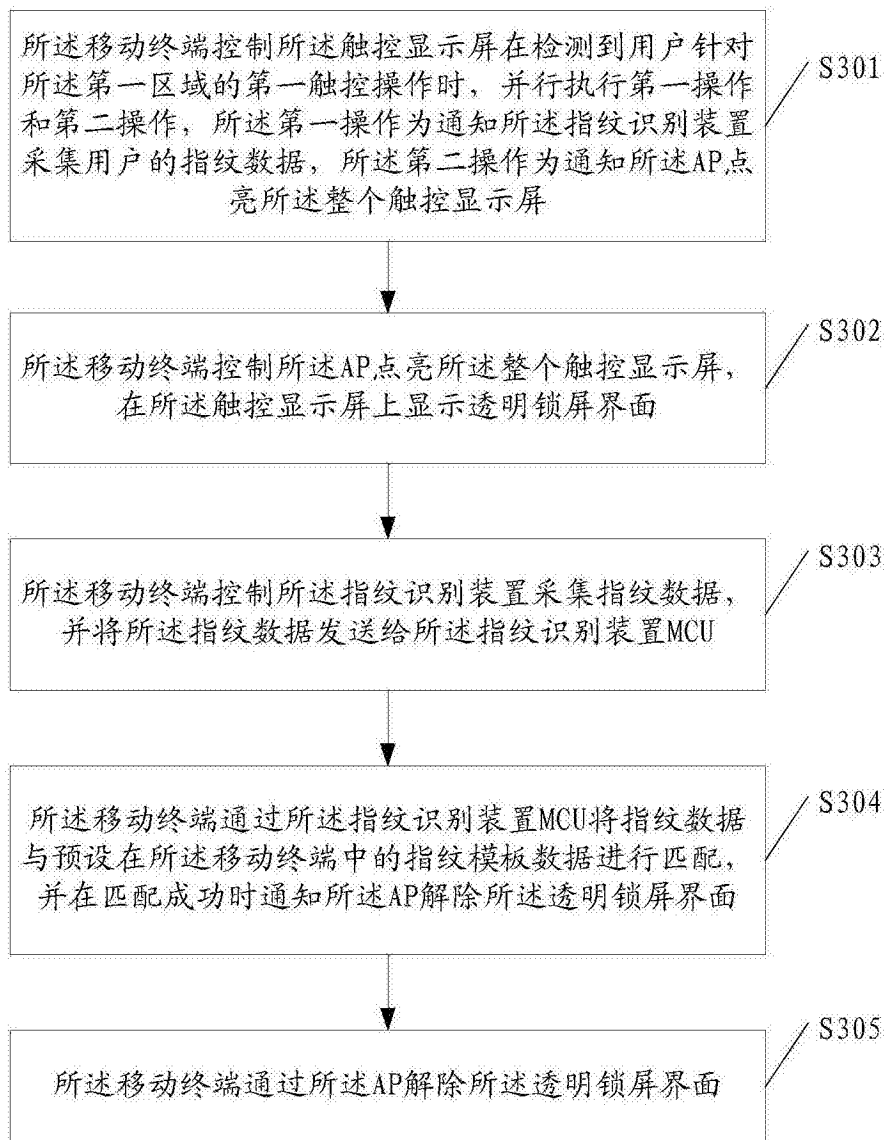 所述移动终端控制所述触控显示屏在检测到用户针对
所述第一区域的第一触控操作时，并行执行第一操作
和第二操作，所述第一操作为通知所述指纹识别装置
采集用户的指纹数据，所述第二操作为通知所述AP点
亮所述整个触控显示屏
S301
所述移动终端控制所述AP点亮所述整个触控显示屏，
在所述触控显示屏上显示透明锁屏界面
S302
所述移动终端控制所述指纹识别装置采集指纹数据，
并将所述指纹数据发送给所述指纹识别装置MCU
S303
所述移动终端通过所述指纹识别装置MCU将指纹数据
与预设在所述移动终端中的指纹模板数据进行匹配，
并在匹配成功时通知所述AP解除所述透明锁屏界面
S304
所述移动终端通过所述AP解除所述透明锁屏界面
S305